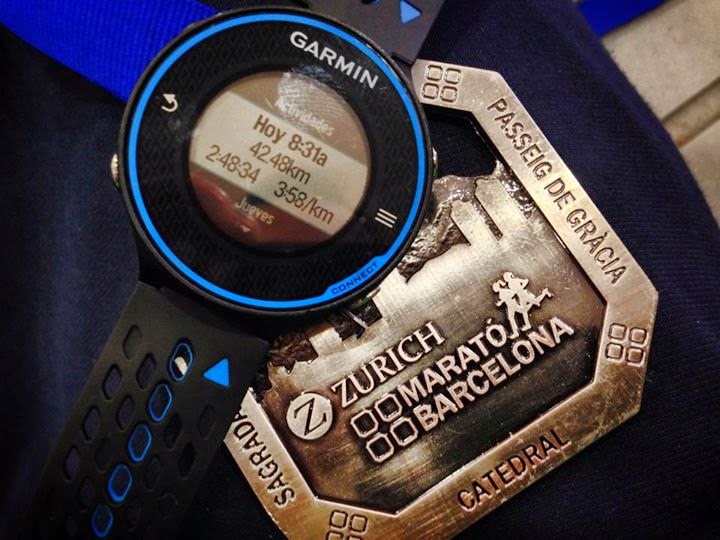 GARMIN
Actividades
Hoy 8:31a
42.48km
2:48:34 3:58/km
Jueves
CONNECT
PASSEIG DE GRÀCIA
Z ZURICH
MARATÓ
BARCELONA
SAGRADA
CATEDRAL